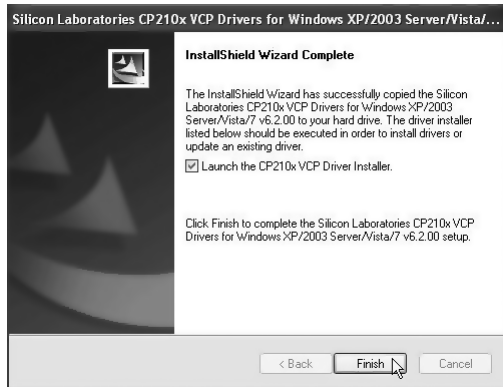 Silicon Laboratories CP210x VCP Drivers for Windows XP/2003 Server/Vista/...
InstallShield Wizard Complete
The InstallShield Wizard has successfully copied the Silicon
Laboratories CP210x VCP Drivers for Windows XP/2003
Server/Vista/7 v6.2.00 to your hard drive. The driver installer
listed below should be executed in order to install drivers or
update an existing driver.
Launch the CP210x VCP Driver Installer.
Click Finish to complete the Silicon Laboratories CP210x VCP
Drivers for Windows XP/2003 Server/Vista/7 v6.2.00 setup.
< Back Finish Cancel